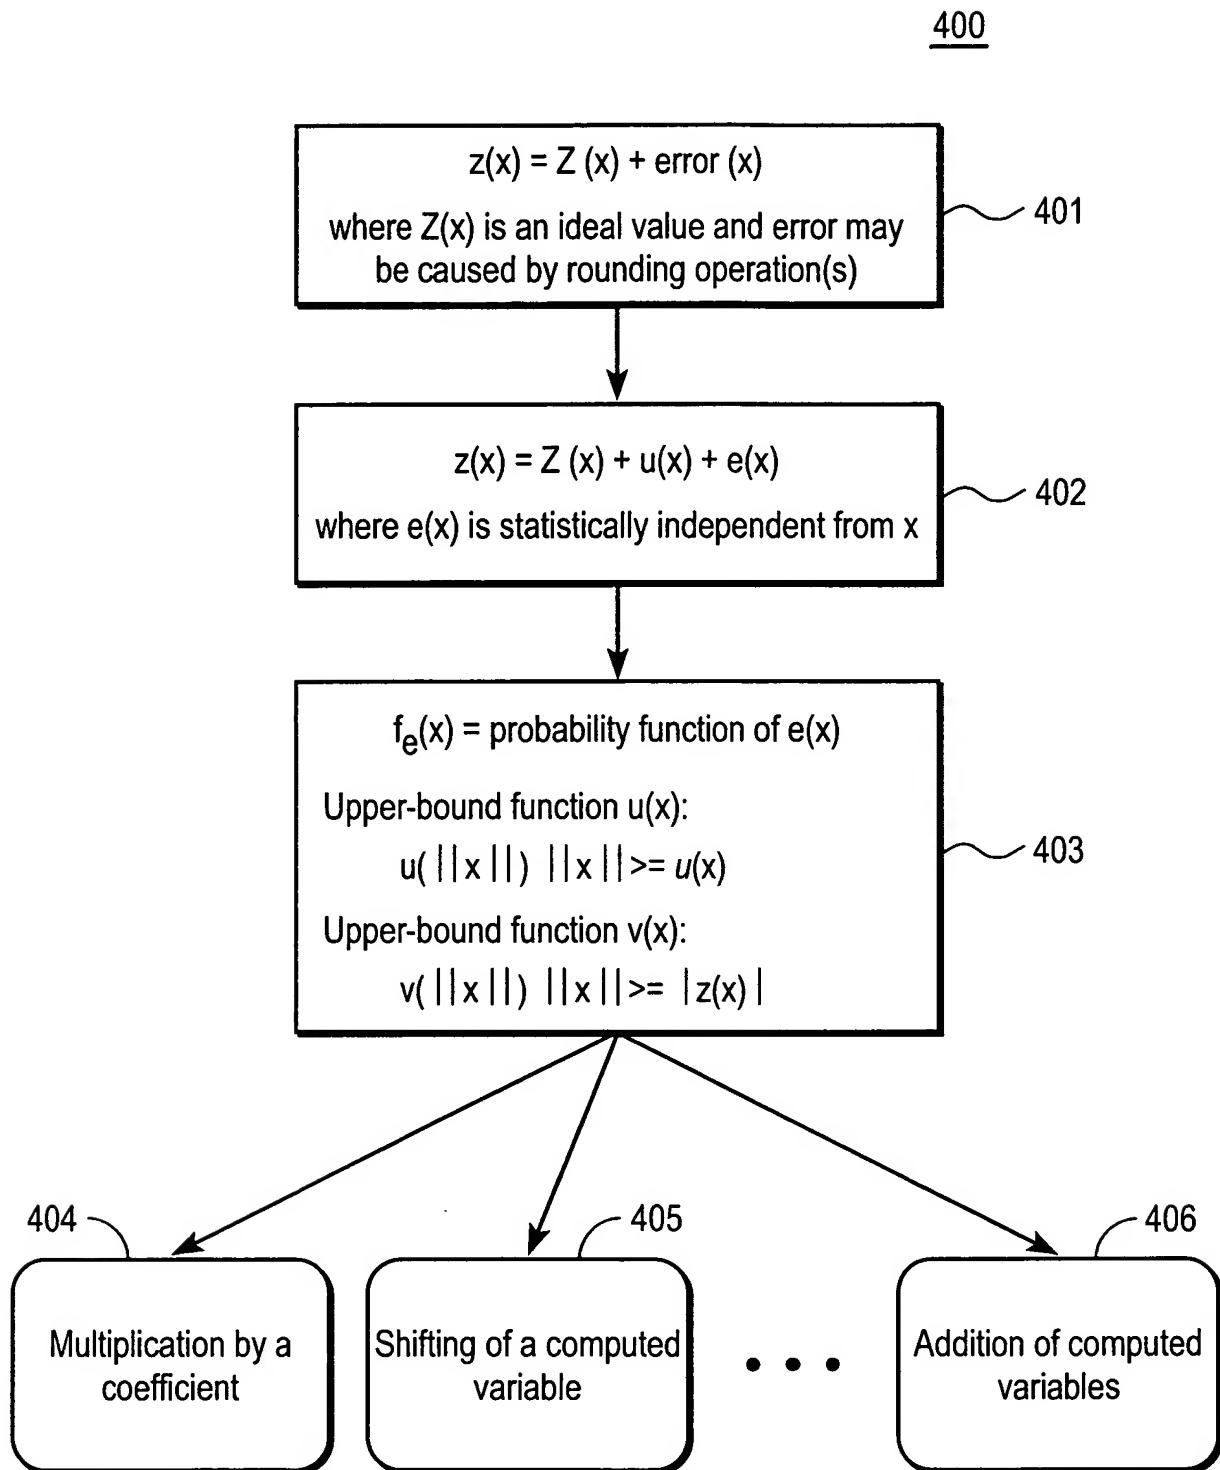 400
z(x) = Z (x) + error (x)
where Z(x) is an ideal value and error may
be caused by rounding operation(s)
401
z(x) = Z (x) + u(x) + e(x)
where e(x) is statistically independent from x
402
fe(x) = probability function of e(x)
Upper-bound function u(x):
u( ||x ||) ||x || >= u(x)
Upper-bound function v(x):
v( ||x ||) ||x || >= |z(x) |
403
404
405
406
Multiplication by a
coefficient
Shifting of a computed
variable
• • •
Addition of computed
variables